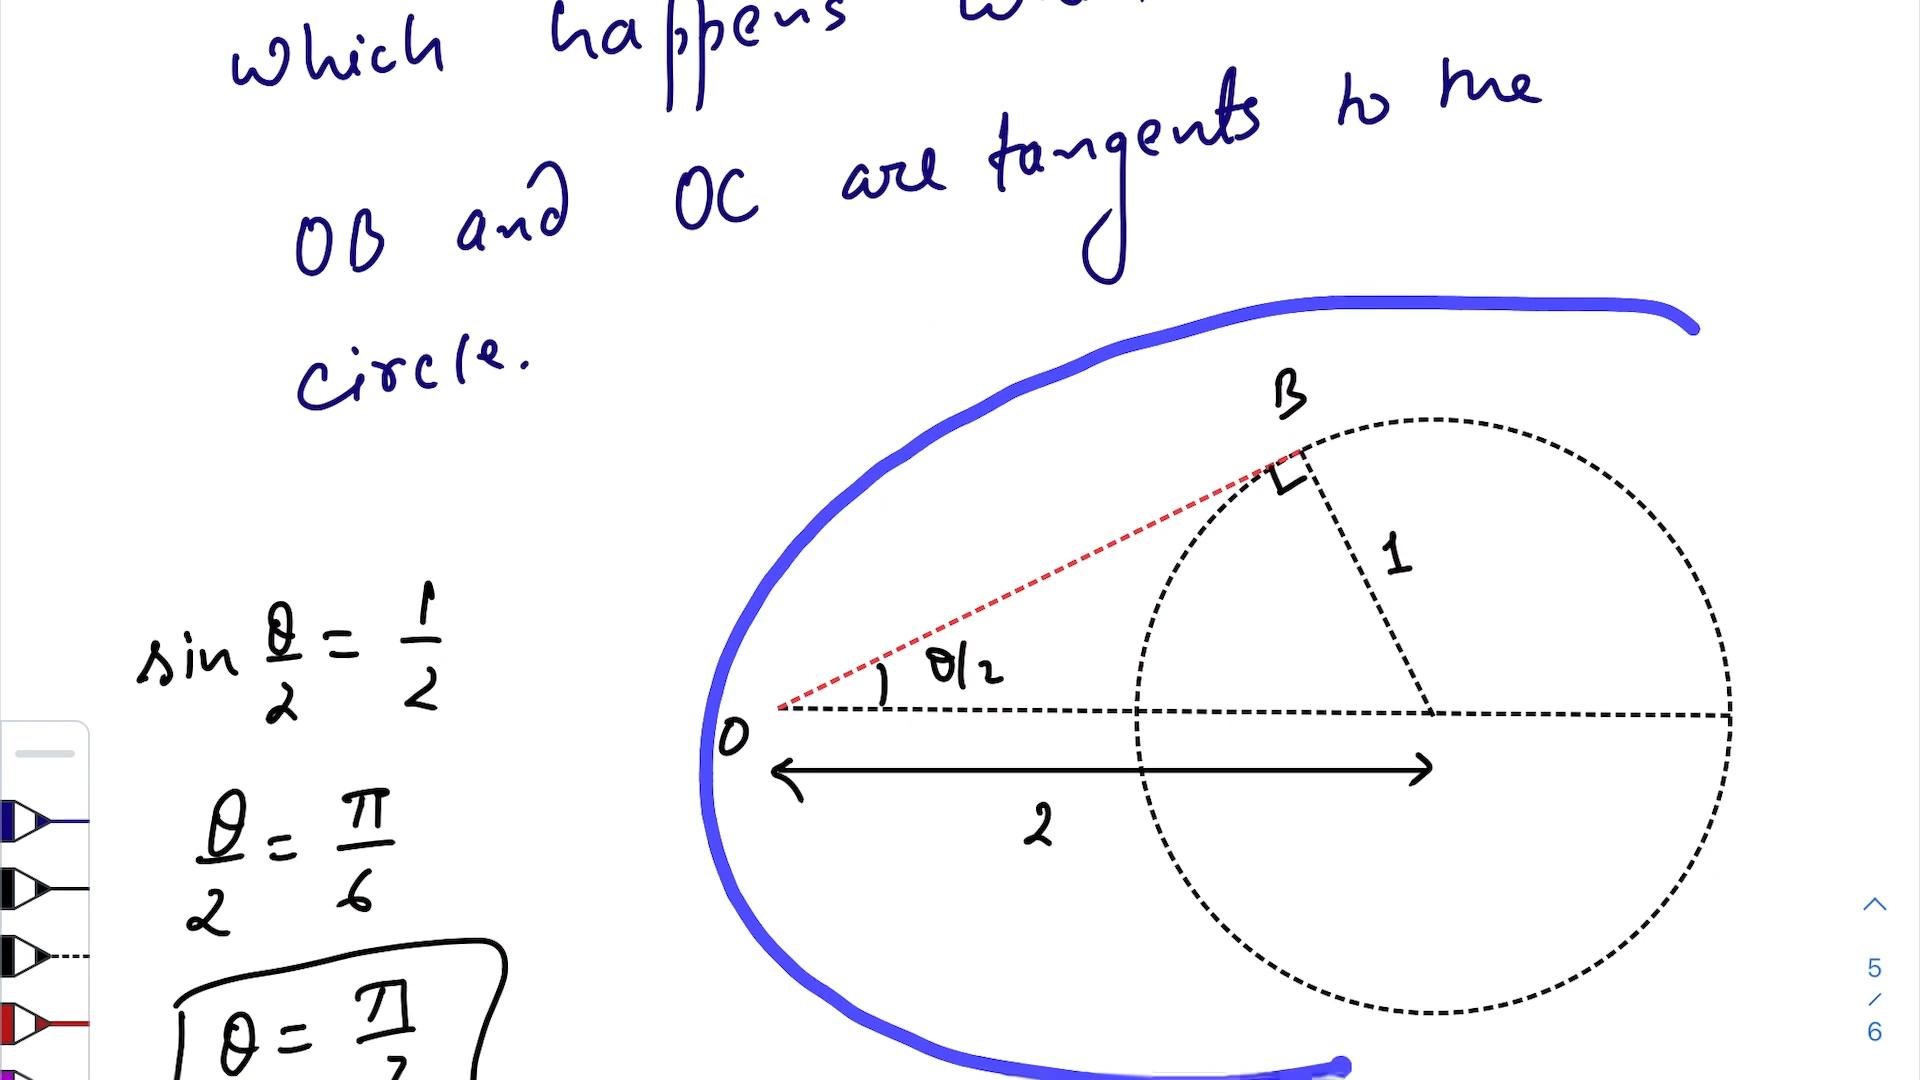 which happens
OB and OC are tangents to the
circle.
B
1
sin θ/2 = 1/2
θ/2
O
2
θ/2 = π/6
θ = π
5
/
6